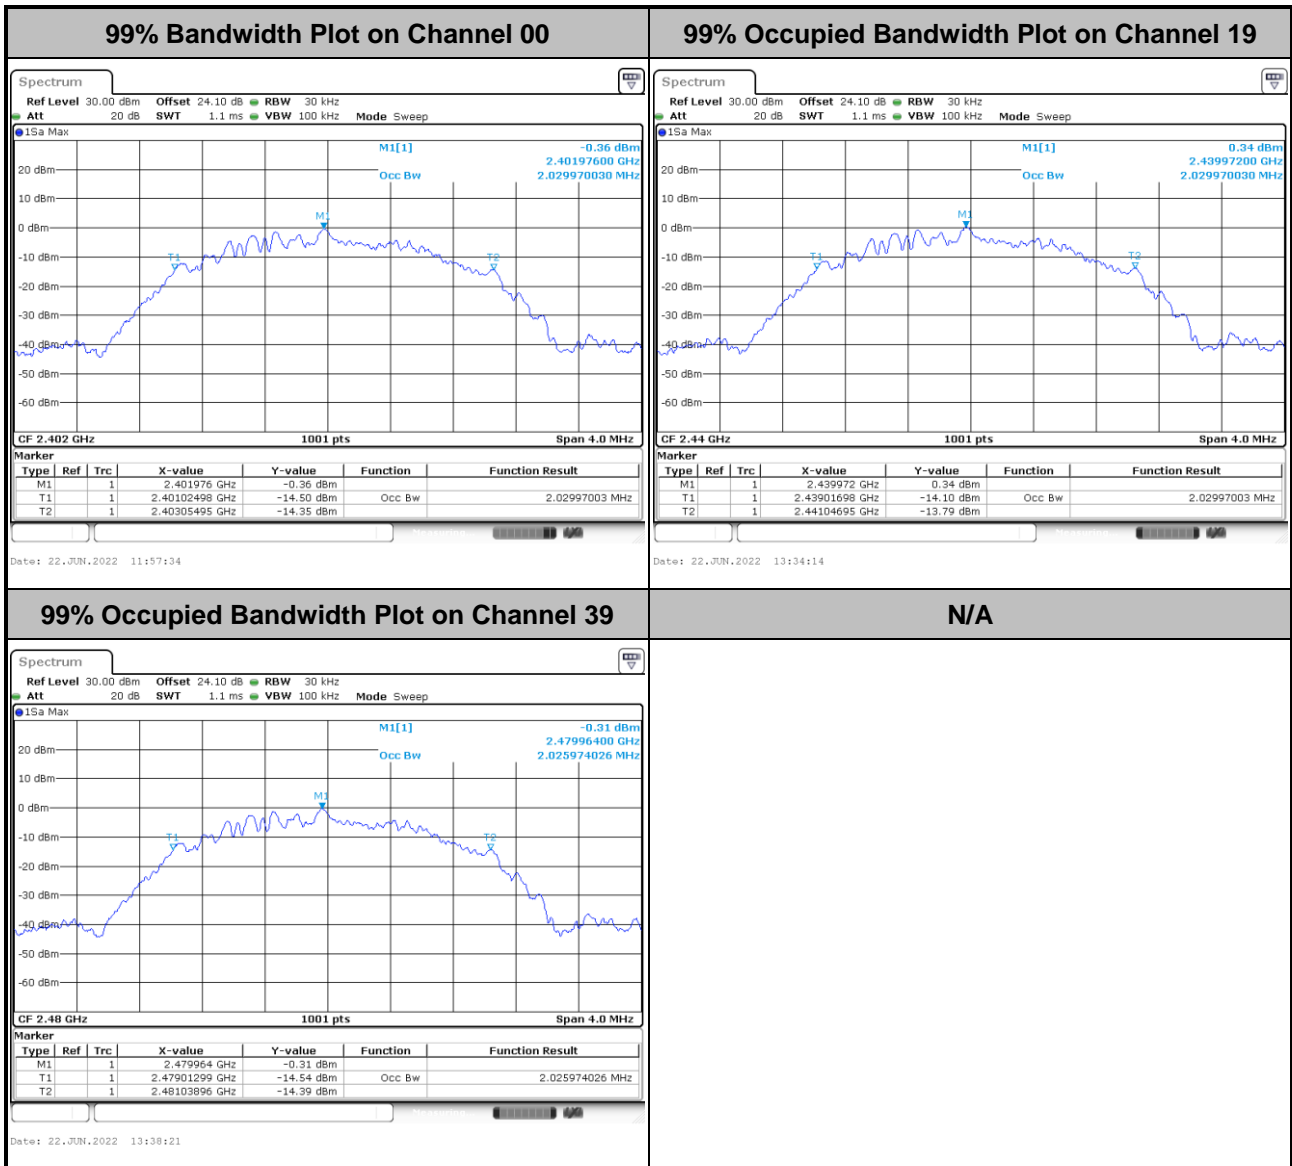 99% Bandwidth Plot on Channel 00
Spectrum
Ref Level 30.00 dBm Offset 24.10 dB RBW 30 kHz
Att 20 dB SWT 1.1 ms VBW 100 kHz Mode Sweep
1Sa Max
M1[1] -0.36 dBm
2.40197600 GHz
Occ Bw 2.029970030 MHz
20 dBm
10 dBm
M1
0 dBm
-10 dBm
T1 T2
-20 dBm
-30 dBm
-40 dBm
-50 dBm
-60 dBm
CF 2.402 GHz 1001 pts Span 4.0 MHz
Marker
Type Ref Trc X-value Y-value Function Function Result
M1 1 2.401976 GHz -0.36 dBm
T1 1 2.40102498 GHz -14.50 dBm Occ Bw 2.02997003 MHz
T2 1 2.40305495 GHz -14.35 dBm
Measuring
Date: 22.JUN.2022 11:57:34
99% Occupied Bandwidth Plot on Channel 19
Spectrum
Ref Level 30.00 dBm Offset 24.10 dB RBW 30 kHz
Att 20 dB SWT 1.1 ms VBW 100 kHz Mode Sweep
1Sa Max
M1[1] 0.34 dBm
2.43997200 GHz
Occ Bw 2.029970030 MHz
20 dBm
10 dBm
M1
0 dBm
-10 dBm
T1 T2
-20 dBm
-30 dBm
-40 dBm
-50 dBm
-60 dBm
CF 2.44 GHz 1001 pts Span 4.0 MHz
Marker
Type Ref Trc X-value Y-value Function Function Result
M1 1 2.439972 GHz 0.34 dBm
T1 1 2.43901698 GHz -14.10 dBm Occ Bw 2.02997003 MHz
T2 1 2.44104695 GHz -13.79 dBm
Measuring
Date: 22.JUN.2022 13:34:14
99% Occupied Bandwidth Plot on Channel 39
Spectrum
Ref Level 30.00 dBm Offset 24.10 dB RBW 30 kHz
Att 20 dB SWT 1.1 ms VBW 100 kHz Mode Sweep
1Sa Max
M1[1] -0.31 dBm
2.47996400 GHz
Occ Bw 2.025974026 MHz
20 dBm
10 dBm
M1
0 dBm
-10 dBm
T1 T2
-20 dBm
-30 dBm
-40 dBm
-50 dBm
-60 dBm
CF 2.48 GHz 1001 pts Span 4.0 MHz
Marker
Type Ref Trc X-value Y-value Function Function Result
M1 1 2.479964 GHz -0.31 dBm
T1 1 2.47901299 GHz -14.54 dBm Occ Bw 2.025974026 MHz
T2 1 2.48103896 GHz -14.39 dBm
Measuring
Date: 22.JUN.2022 13:38:21
N/A